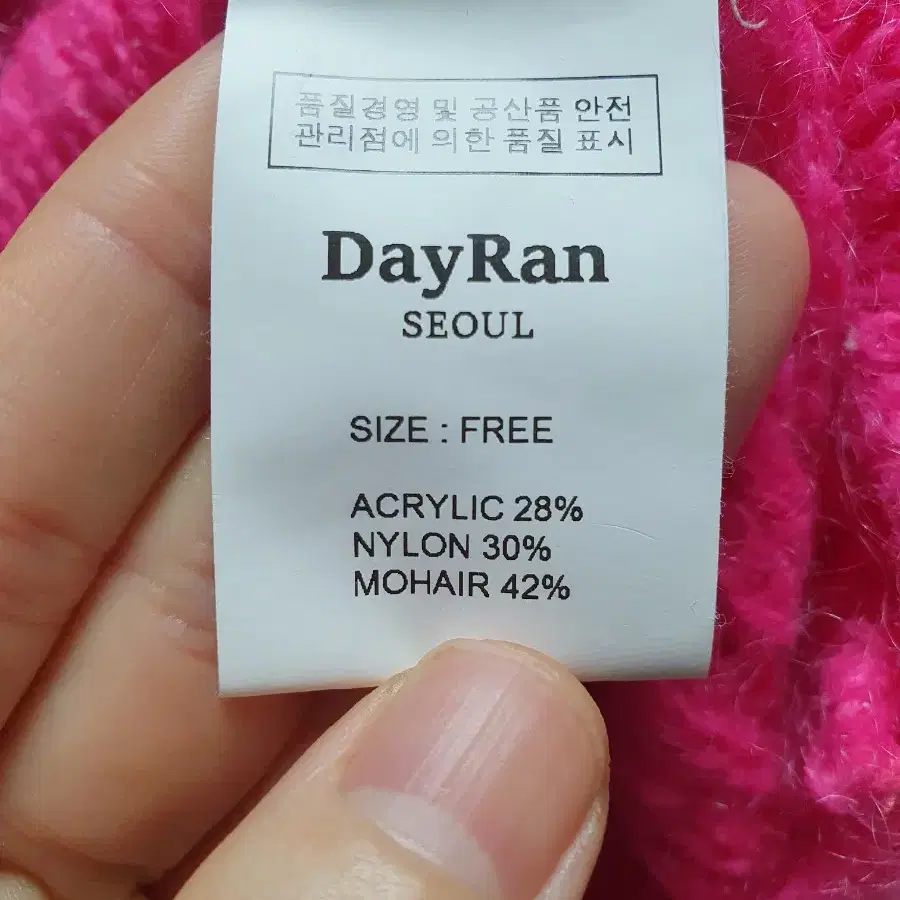 품질경영 및 공산품 안전
관리점에 의한 품질 표시
DayRan
SEOUL
SIZE : FREE
ACRYLIC 28%
NYLON 30%
MOHAIR 42%